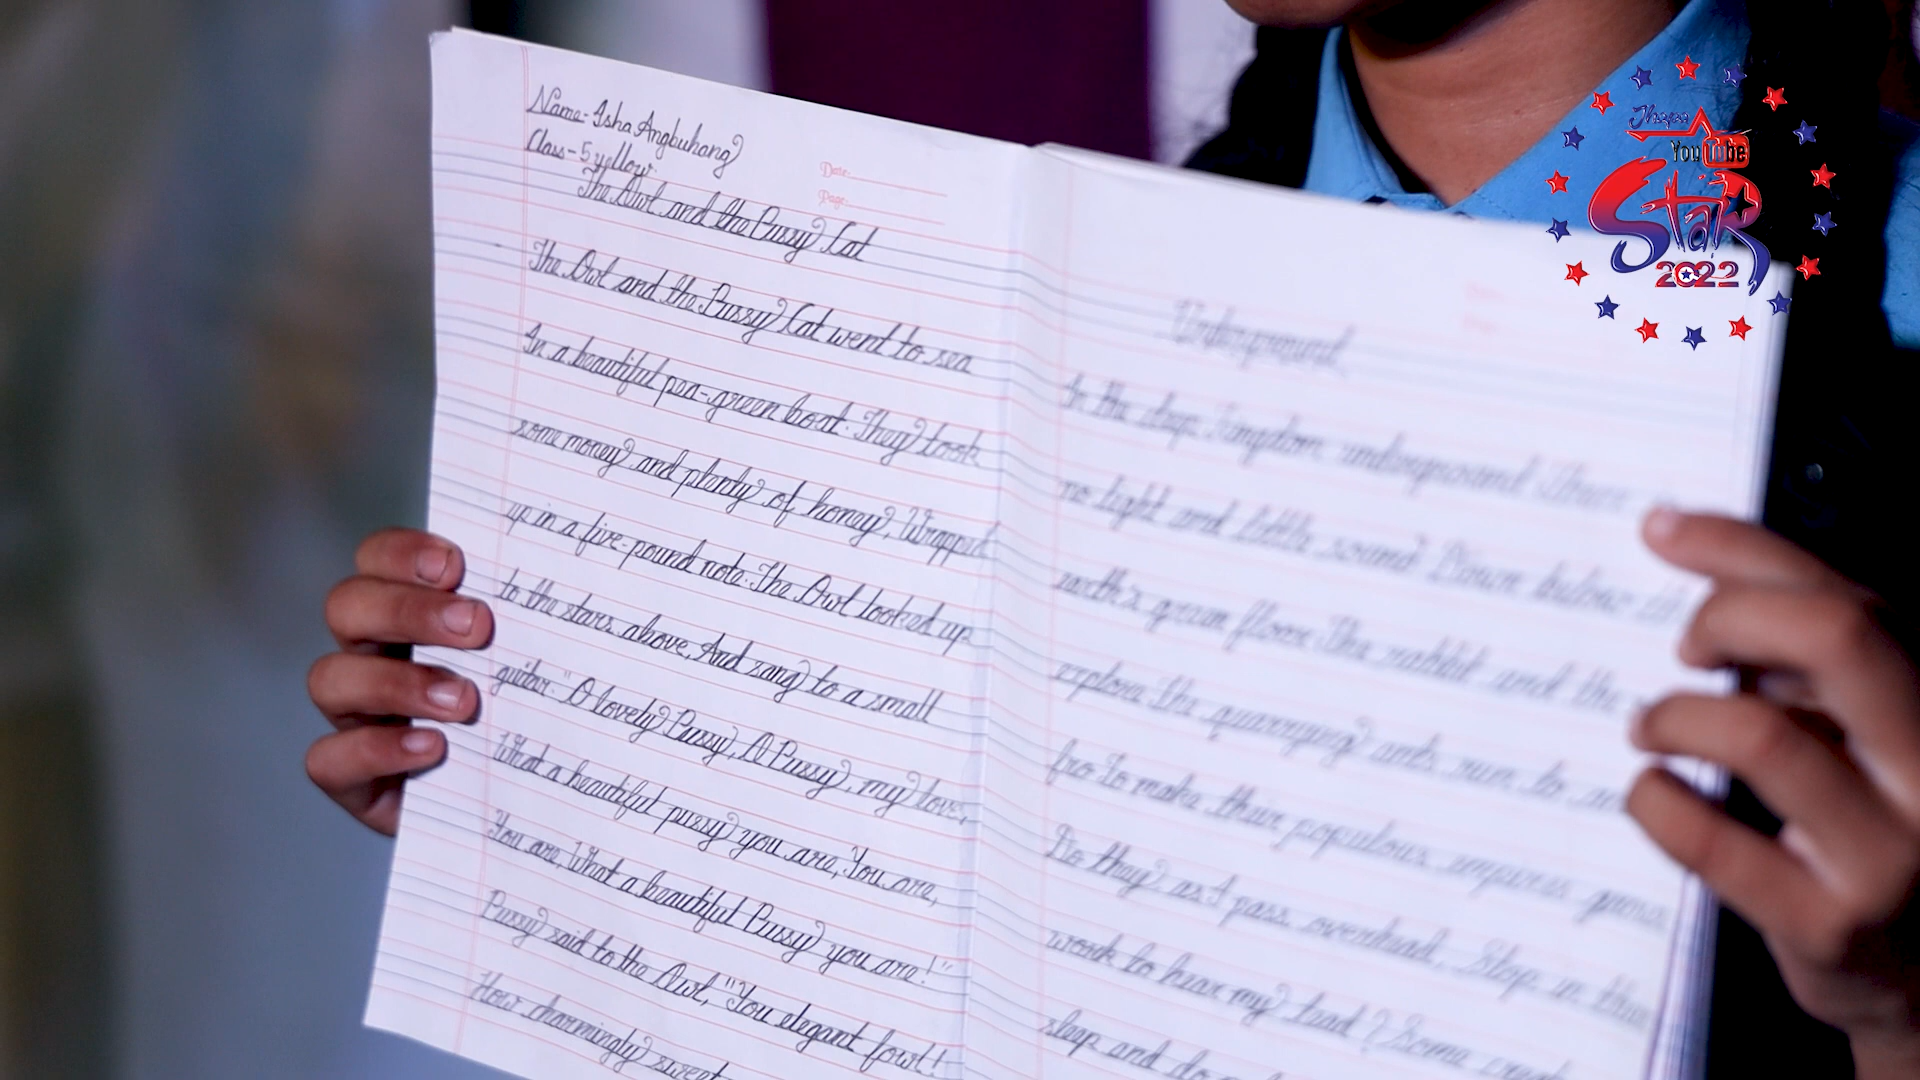 Name- Isha Angbuhang
Class- 5 yellow
Date:
Page:
The Owl and the Pussy Cat
The Owl and the Pussy Cat went to sea
In a beautiful pea-green boat. They took
some money and plenty of honey, Wrapped
up in a five-pound note. The Owl looked up
to the stars above, And sang to a small
guitar. "O lovely Pussy, O Pussy, my love,
What a beautiful pussy you are, You are,
You are, What a beautiful Pussy you are!"
Pussy said to the Owl, "You elegant fowl!
How charmingly sweet
Underground
In the deep kingdom underground There
no light and little sound Down below th
earth's green floor The rabbit and the
explore The quarrying ants run to and
fro To make their populous empires grow
Do they as I pass overhead, Stop in their
work to hear my tread? Some creat
sleep and do
Jhapa
YouTube
Star
2022